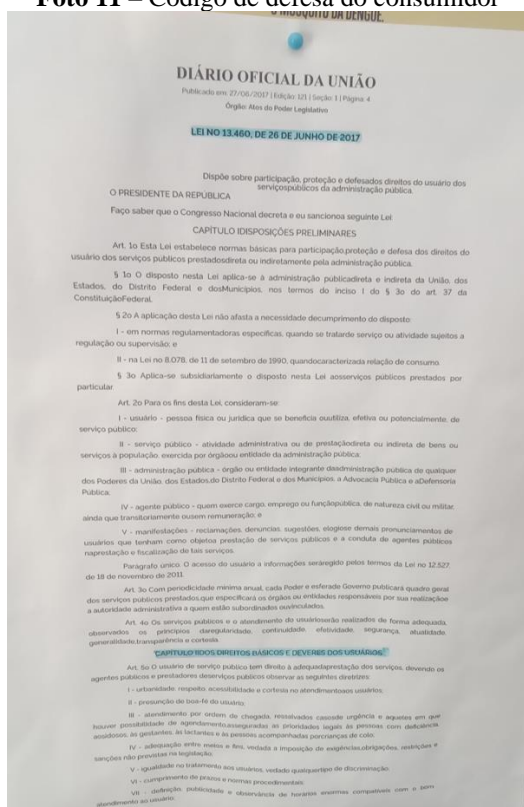 Foto 11 – Código de defesa do consumidor
O MOSQUITO DA DENGUE.
DIÁRIO OFICIAL DA UNIÃO
Publicado em: 27/06/2017 | Edição: 121 | Seção: 1 | Página: 4
Órgão: Atos do Poder Legislativo
LEI NO 13.460, DE 26 DE JUNHO DE 2017
Dispõe sobre participação, proteção e defesados direitos do usuário dos
serviçospúblicos da administração pública.
O PRESIDENTE DA REPÚBLICA
Faço saber que o Congresso Nacional decreta e eu sancionoa seguinte Lei:
CAPÍTULO IDISPOSIÇÕES PRELIMINARES
Art. 1o Esta Lei estabelece normas básicas para participação,proteção e defesa dos direitos do
usuário dos serviços públicos prestadosdireta ou indiretamente pela administração pública.
§ 1o O disposto nesta Lei aplica-se à administração públicadireta e indireta da União, dos
Estados, do Distrito Federal e dosMunicípios, nos termos do inciso I do § 3o do art. 37 da
ConstituiçãoFederal.
§ 2o A aplicação desta Lei não afasta a necessidade decumprimento do disposto:
I - em normas regulamentadoras específicas, quando se tratarde serviço ou atividade sujeitos a
regulação ou supervisão; e
II - na Lei no 8.078, de 11 de setembro de 1990, quandocaracterizada relação de consumo.
§ 3o Aplica-se subsidiariamente o disposto nesta Lei aosserviços públicos prestados por
particular.
Art. 2o Para os fins desta Lei, consideram-se:
I - usuário - pessoa física ou jurídica que se beneficia ouutiliza, efetiva ou potencialmente, de
serviço público;
II - serviço público - atividade administrativa ou de prestaçãodireta ou indireta de bens ou
serviços à população, exercida por órgãoou entidade da administração pública;
III - administração pública - órgão ou entidade integrante daadministração pública de qualquer
dos Poderes da União, dos Estados,do Distrito Federal e dos Municípios, a Advocacia Pública e aDefensoria
Pública;
IV - agente público - quem exerce cargo, emprego ou funçãopública, de natureza civil ou militar,
ainda que transitoriamente ousem remuneração; e
V - manifestações - reclamações, denúncias, sugestões, elogiose demais pronunciamentos de
usuários que tenham como objetoa prestação de serviços públicos e a conduta de agentes públicos
naprestação e fiscalização de tais serviços.
Parágrafo único. O acesso do usuário a informações seráregido pelos termos da Lei no 12.527,
de 18 de novembro de 2011.
Art. 3o Com periodicidade mínima anual, cada Poder e esferade Governo publicará quadro geral
dos serviços públicos prestados,que especificará os órgãos ou entidades responsáveis por sua realizaçãoe
a autoridade administrativa a quem estão subordinados ouvinculados.
Art. 4o Os serviços públicos e o atendimento do usuárioserão realizados de forma adequada,
observados os princípios daregularidade, continuidade, efetividade, segurança, atualidade,
generalidade,transparência e cortesia.
CAPÍTULO IIDOS DIREITOS BÁSICOS E DEVERES DOS USUÁRIOS
Art. 5o O usuário de serviço público tem direito à adequadaprestação dos serviços, devendo os
agentes públicos e prestadores deserviços públicos observar as seguintes diretrizes:
I - urbanidade, respeito, acessibilidade e cortesia no atendimentoaos usuários;
II - presunção de boa-fé do usuário;
III - atendimento por ordem de chegada, ressalvados casosde urgência e aqueles em que
houver possibilidade de agendamento,asseguradas as prioridades legais às pessoas com deficiência,
aosidosos, às gestantes, às lactantes e às pessoas acompanhadas porcrianças de colo;
IV - adequação entre meios e fins, vedada a imposição de exigências,obrigações, restrições e
sanções não previstas na legislação;
V - igualdade no tratamento aos usuários, vedado qualquertipo de discriminação;
VI - cumprimento de prazos e normas procedimentais;
VII - definição, publicidade e observância de horários enormas compatíveis com o bom
atendimento ao usuário;